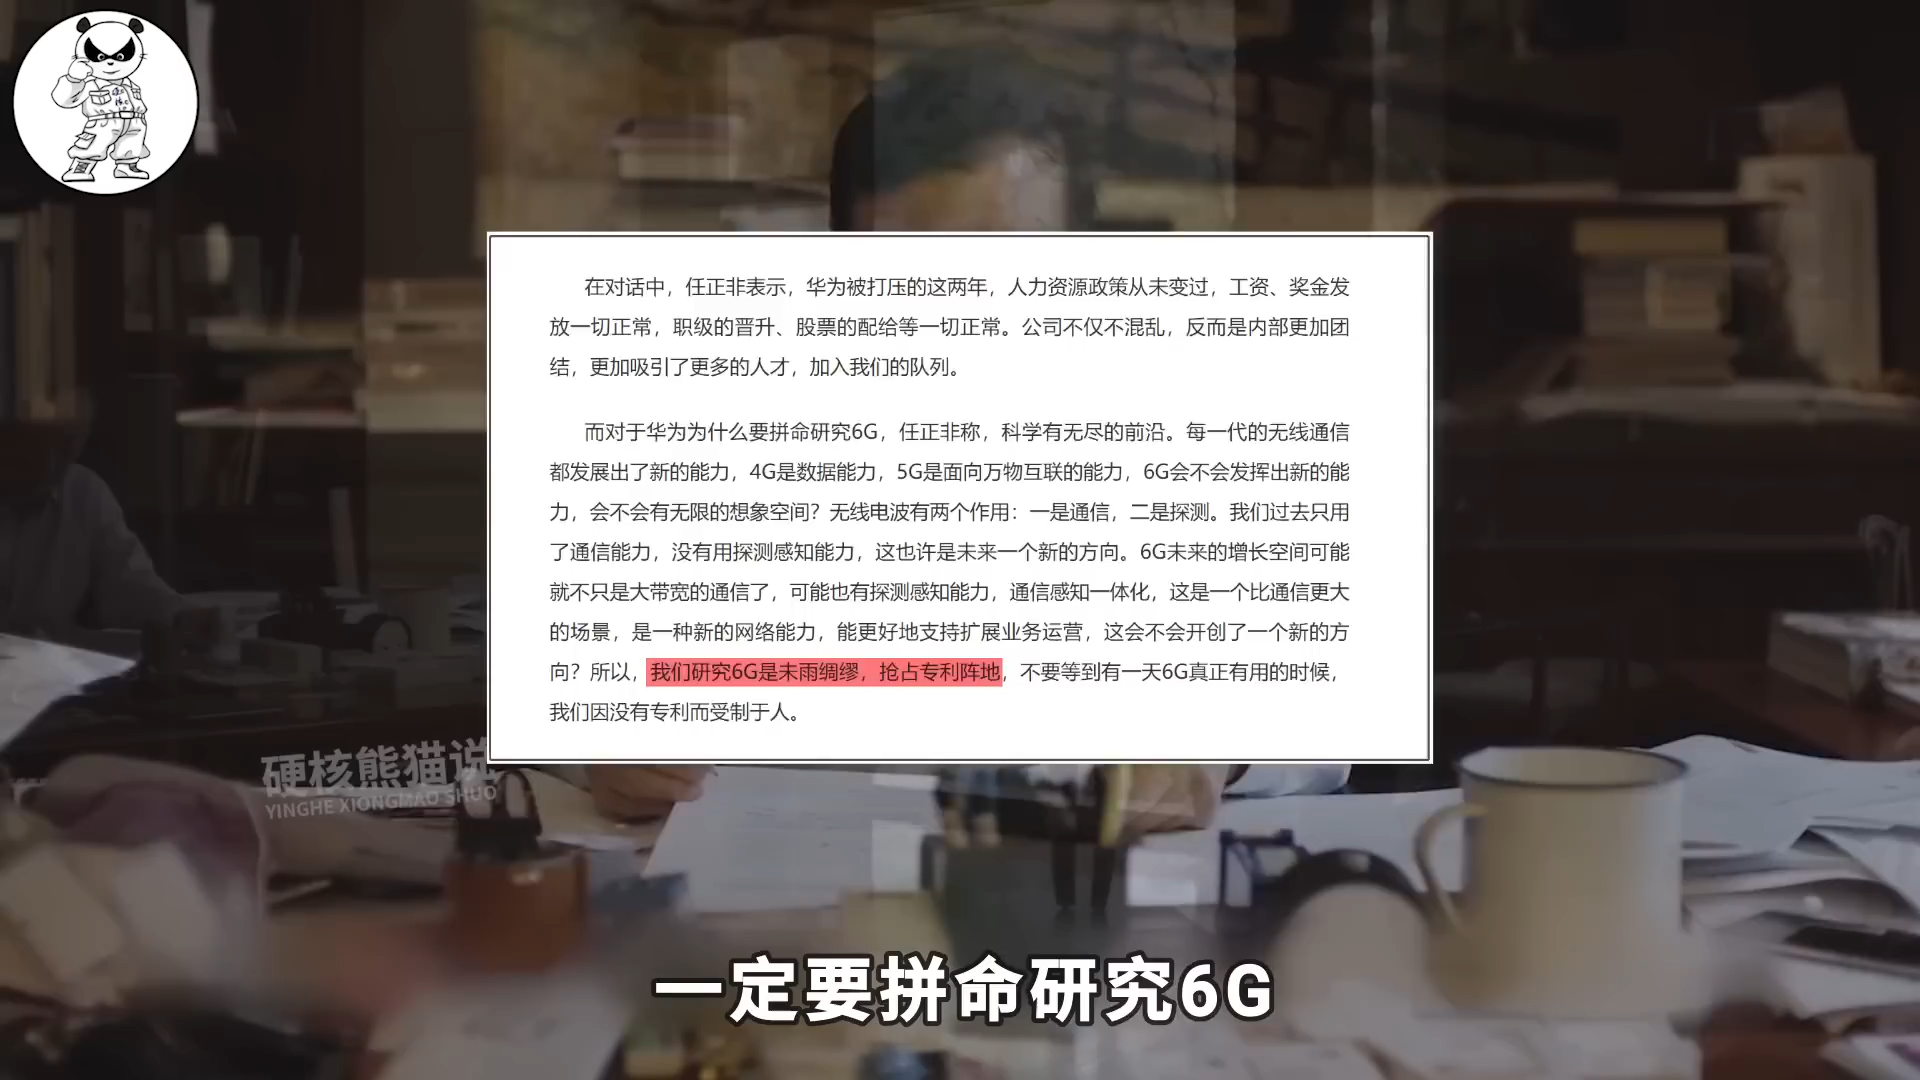 在对话中，任正非表示，华为被打压的这两年，人力资源政策从未变过，工资、奖金发
放一切正常，职级的晋升、股票的配给等一切正常。公司不仅不混乱，反而是内部更加团
结，更加吸引了更多的人才，加入我们的队列。
而对于华为为什么要拼命研究6G，任正非称，科学有无尽的前沿。每一代的无线通信
都发展出了新的能力，4G是数据能力，5G是面向万物互联的能力，6G会不会发挥出新的能
力，会不会有无限的想象空间？无线电波有两个作用：一是通信，二是探测。我们过去只用
了通信能力，没有用探测感知能力，这也许是未来一个新的方向。6G未来的增长空间可能
就不只是大带宽的通信了，可能也有探测感知能力，通信感知一体化，这是一个比通信更大
的场景，是一种新的网络能力，能更好地支持扩展业务运营，这会不会开创了一个新的方
向？所以，我们研究6G是未雨绸缪，抢占专利阵地，不要等到有一天6G真正有用的时候，
我们因没有专利而受制于人。
硬核熊猫说
YINGHE XIONGMAO SHUO
一定要拼命研究6G